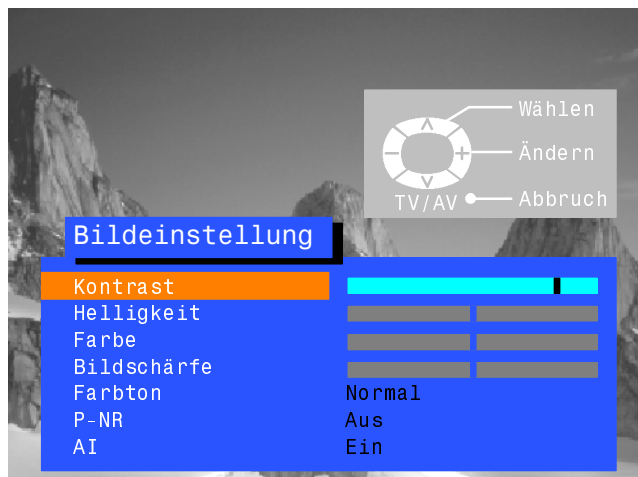 Wählen
Ändern
TV/AV Abbruch
Bildeinstellung
Kontrast
Helligkeit
Farbe
Bildschärfe
Farbton Normal
P-NR Aus
AI Ein